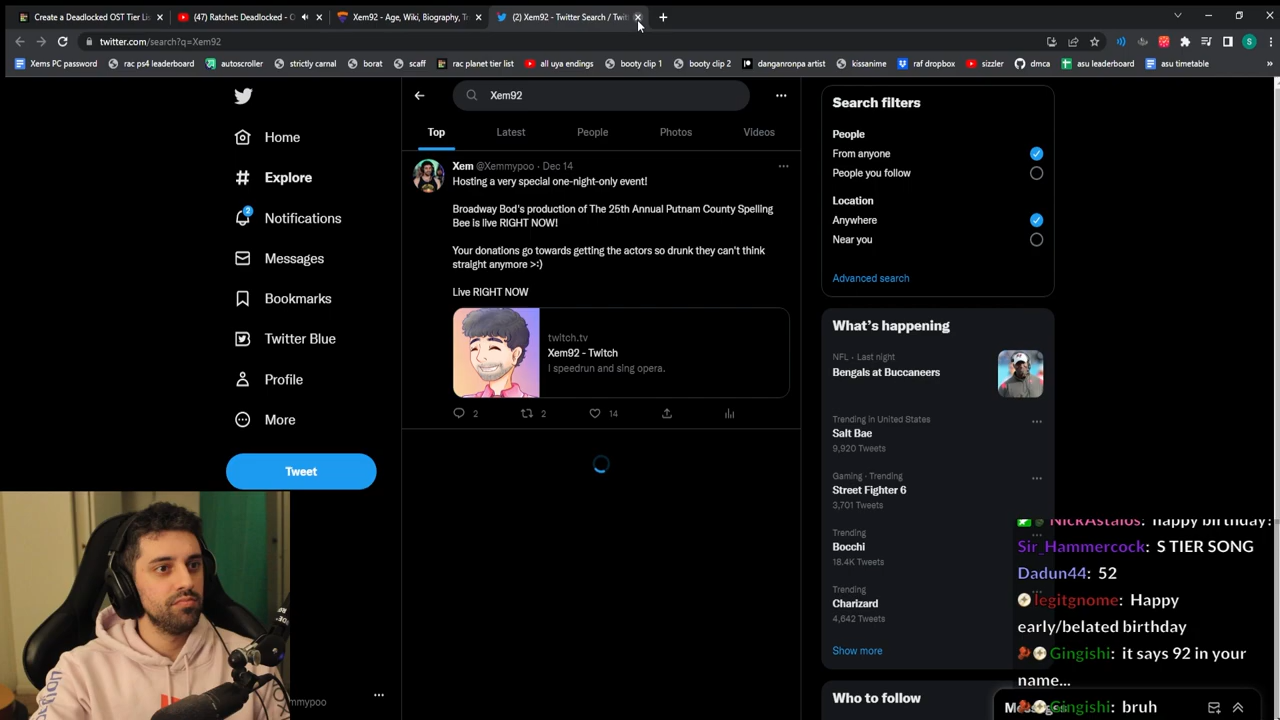 Create a Deadlocked OST Tier Lis
(47) Ratchet: Deadlocked - O
Xem92 - Age, Wiki, Biography, Tr
(2) Xem92 - Twitter Search / Twit
twitter.com/search?q=Xem92
Xems PC password
rac ps4 leaderboard
autoscroller
strictly carnal
borat
scaff
rac planet tier list
all uya endings
booty clip 1
booty clip 2
danganronpa artist
kissanime
raf dropbox
sizzler
dmca
asu leaderboard
asu timetable
Home
Explore
2
Notifications
Messages
Bookmarks
Twitter Blue
Profile
More
Tweet
mmypoo
Xem92
Top
Latest
People
Photos
Videos
Xem @Xemmypoo · Dec 14
Hosting a very special one-night-only event!
Broadway Bod's production of The 25th Annual Putnam County Spelling
Bee is live RIGHT NOW!
Your donations go towards getting the actors so drunk they can't think
straight anymore >:)
Live RIGHT NOW
twitch.tv
Xem92 - Twitch
I speedrun and sing opera.
2
2
14
Search filters
People
From anyone
People you follow
Location
Anywhere
Near you
Advanced search
What's happening
NFL · Last night
Bengals at Buccaneers
Trending in United States
Salt Bae
9,920 Tweets
Gaming · Trending
Street Fighter 6
3,701 Tweets
Trending
Bocchi
18.4K Tweets
Trending
Charizard
4,642 Tweets
Show more
Who to follow
NickAstalos: happy birthday!
Sir_Hammercock: S TIER SONG
Dadun44: 52
legitgnome: Happy
early/belated birthday
Gingishi: it says 92 in your
name...
Gingishi: bruh